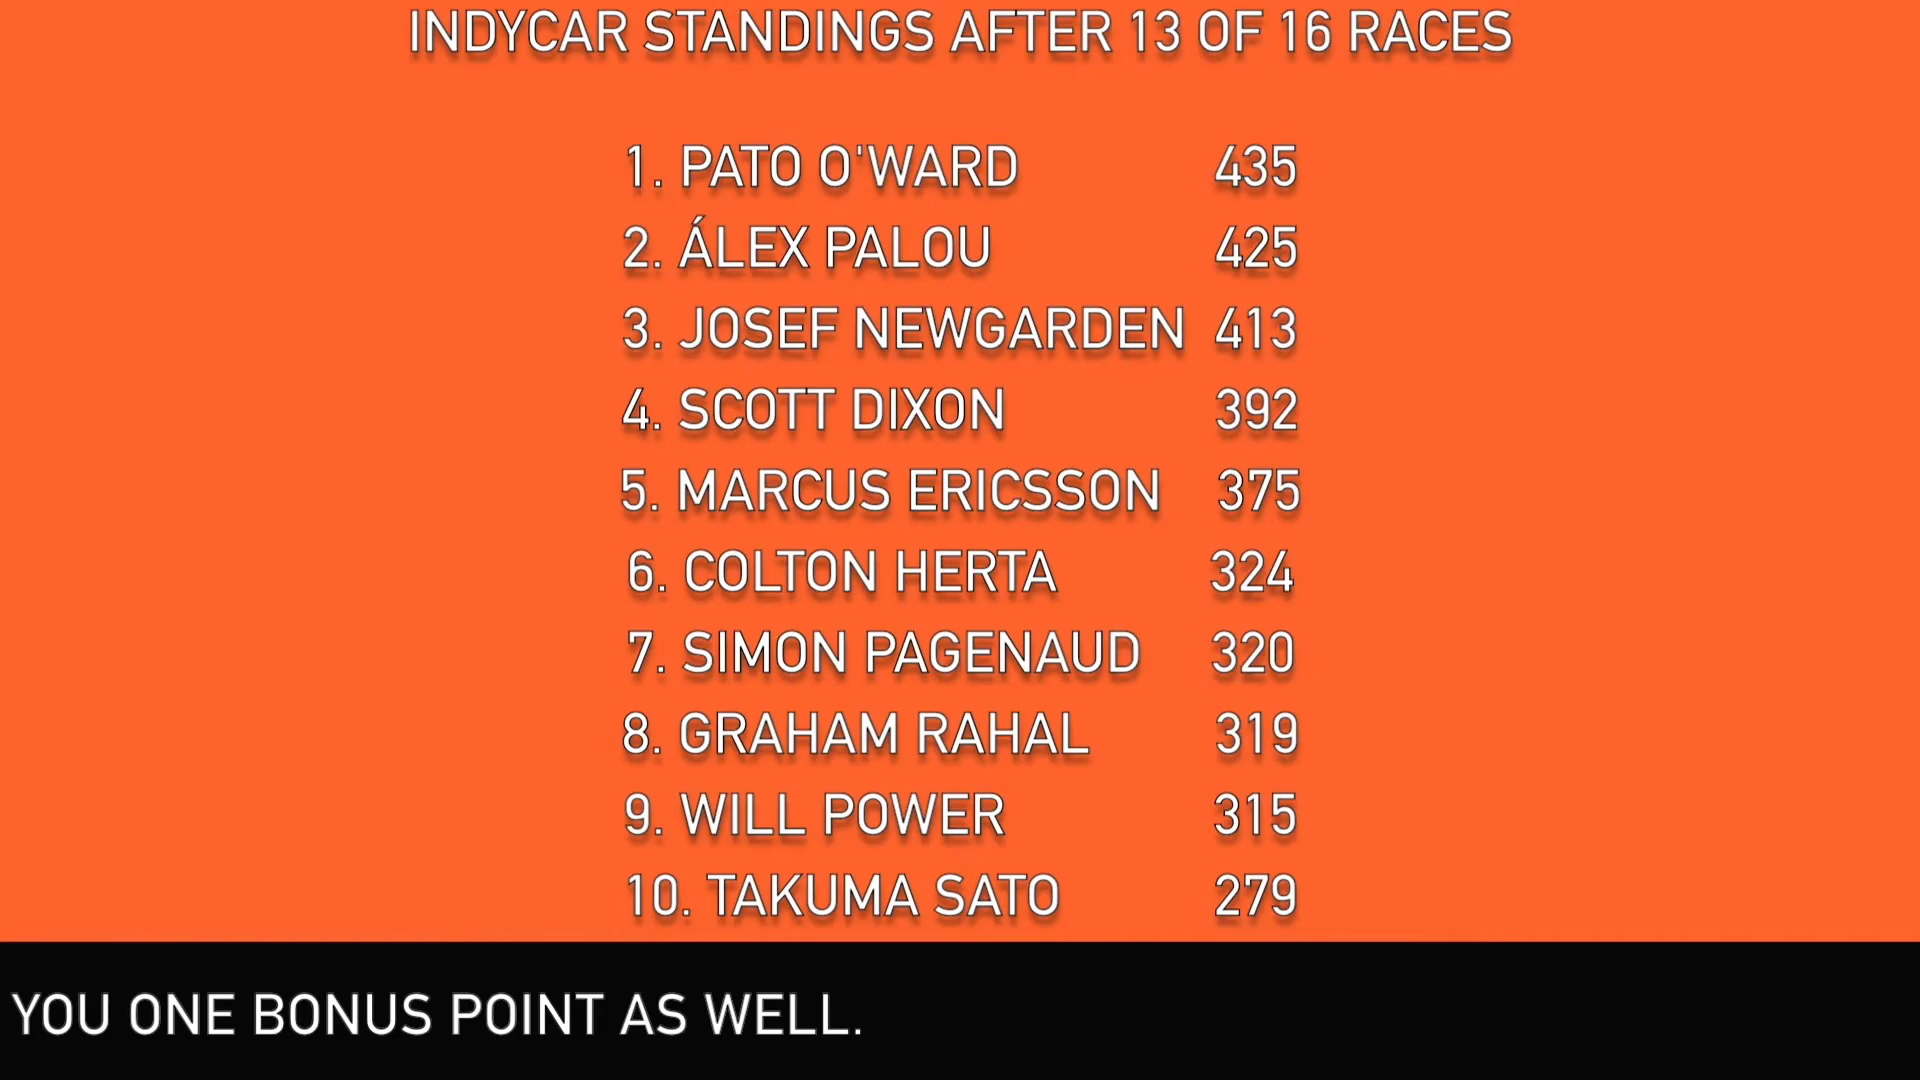 INDYCAR STANDINGS AFTER 13 OF 16 RACES
1. PATO O'WARD 435
2. ÁLEX PALOU 425
3. JOSEF NEWGARDEN 413
4. SCOTT DIXON 392
5. MARCUS ERICSSON 375
6. COLTON HERTA 324
7. SIMON PAGENAUD 320
8. GRAHAM RAHAL 319
9. WILL POWER 315
10. TAKUMA SATO 279
YOU ONE BONUS POINT AS WELL.